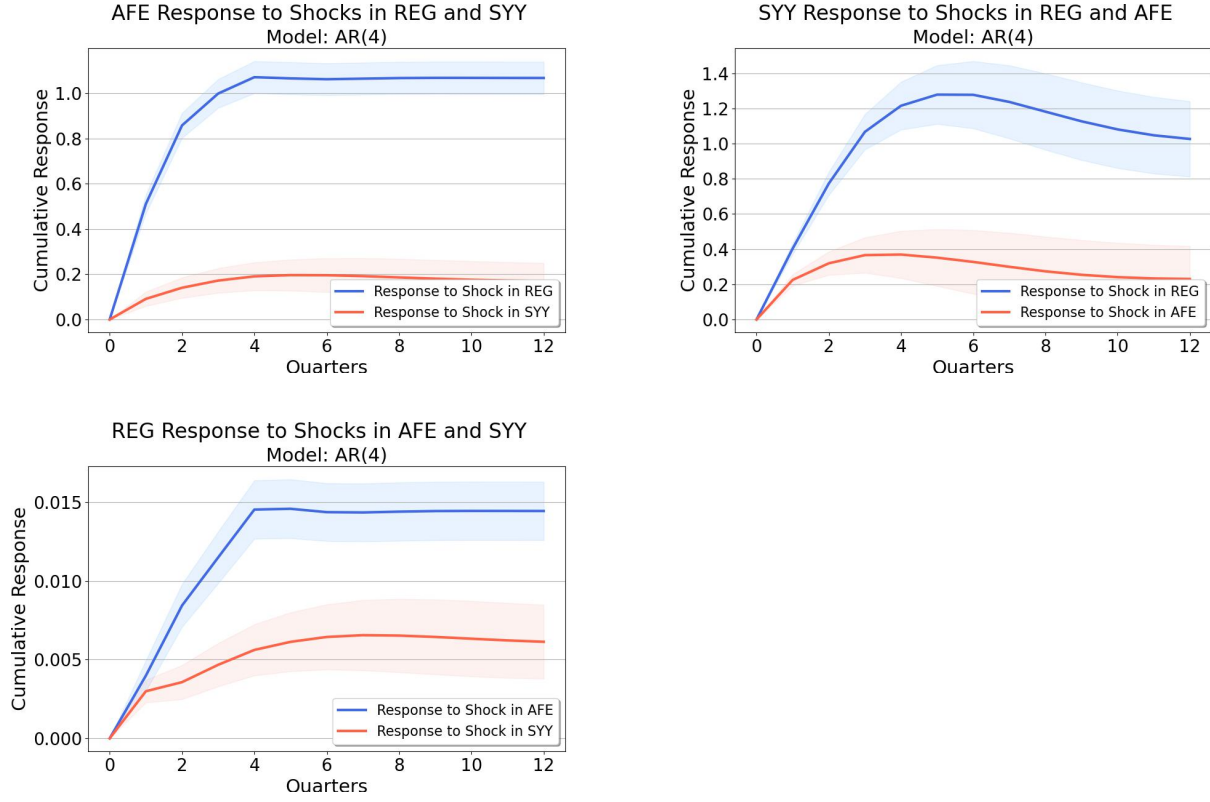 AFE Response to Shocks in REG and SYY
Model: AR(4)
Cumulative Response
1.0
0.8
0.6
0.4
0.2
0.0
Response to Shock in REG
Response to Shock in SYY
0 2 4 6 8 10 12
Quarters
SYY Response to Shocks in REG and AFE
Model: AR(4)
Cumulative Response
1.4
1.2
1.0
0.8
0.6
0.4
0.2
0.0
Response to Shock in REG
Response to Shock in AFE
0 2 4 6 8 10 12
Quarters
REG Response to Shocks in AFE and SYY
Model: AR(4)
Cumulative Response
0.015
0.010
0.005
0.000
Response to Shock in AFE
Response to Shock in SYY
0 2 4 6 8 10 12
Quarters